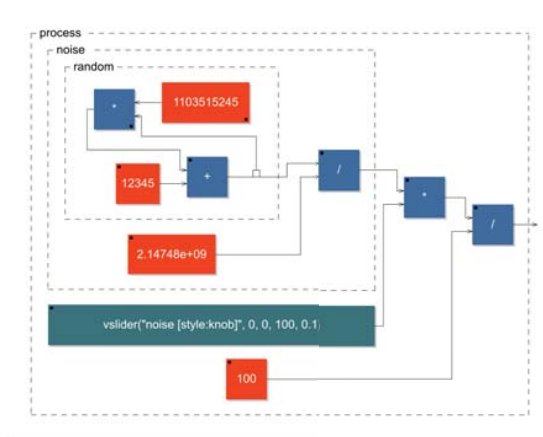 process
noise
random
*
1103515245
12345
+
/
*
/
2.14748e+09
vslider("noise [style:knob]", 0, 0, 100, 0.1)
100